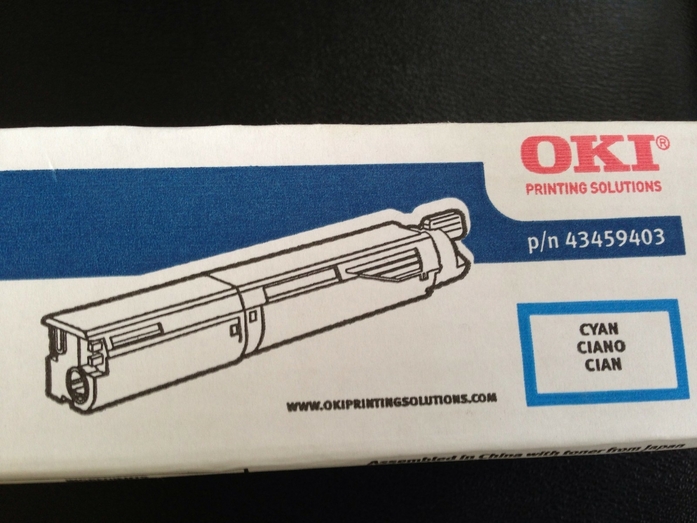 OKI®
PRINTING SOLUTIONS
p/n 43459403
CYAN
CIANO
CIAN
WWW.OKIPRINTINGSOLUTIONS.COM
Assembled in China with toner from Japan